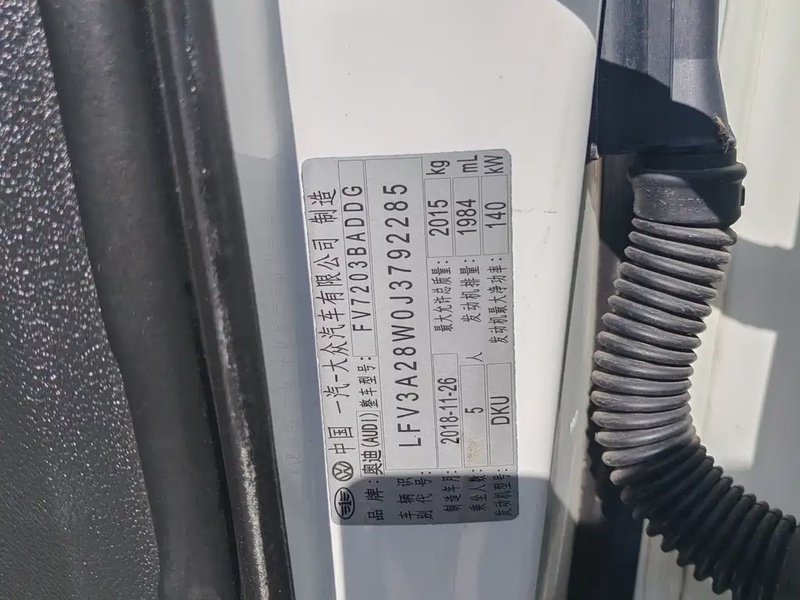 中国 一汽-大众汽车有限公司 制造
品牌: 奥迪(AUDI) 整车型号: FV7203BADDG
车辆识别代号: LFV3A28W0J3792285
制造年月: 2018-11-26 最大允许总质量: 2015 kg
乘坐人数: 5 人 发动机排量: 1984 mL
发动机型号: DKU 发动机最大净功率: 140 kW